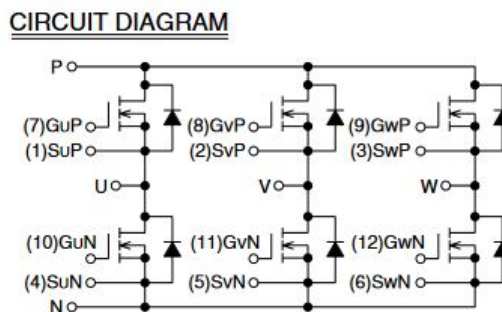 CIRCUIT DIAGRAM
P
(7)GUP (8)GVP (9)GWP
(1)SUP (2)SVP (3)SWP
U V W
(10)GUN (11)GVN (12)GWN
(4)SUN (5)SVN (6)SWN
N